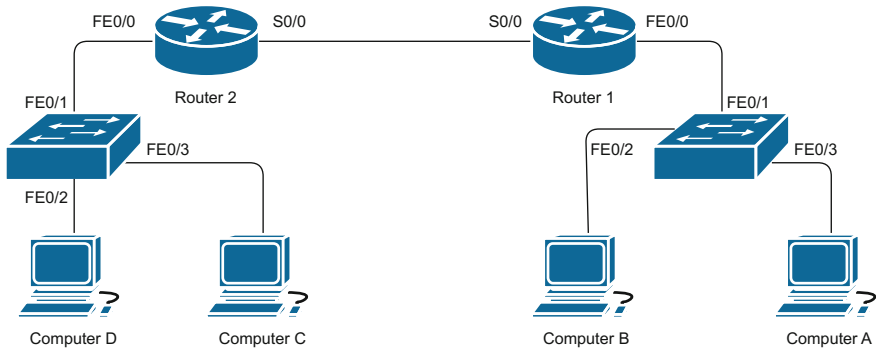 FE0/0
S0/0
S0/0
FE0/0
Router 2
Router 1
FE0/1
FE0/1
FE0/3
FE0/2
FE0/3
FE0/2
Computer D
Computer C
Computer B
Computer A